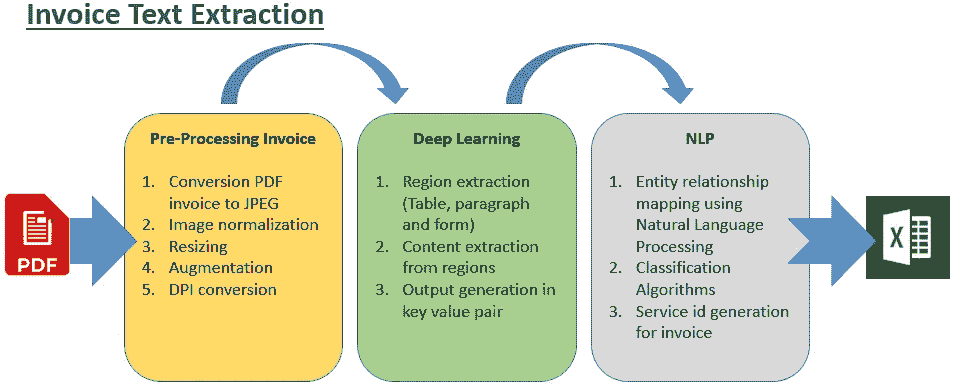 Invoice Text Extraction
Pre-Processing Invoice
1. Conversion PDF
invoice to JPEG
2. Image normalization
3. Resizing
4. Augmentation
5. DPI conversion
Deep Learning
1. Region extraction
(Table, paragraph
and form)
2. Content extraction
from regions
3. Output generation in
key value pair
NLP
1. Entity relationship
mapping using
Natural Language
Processing
2. Classification
Algorithms
3. Service id generation
for invoice
PDF
X